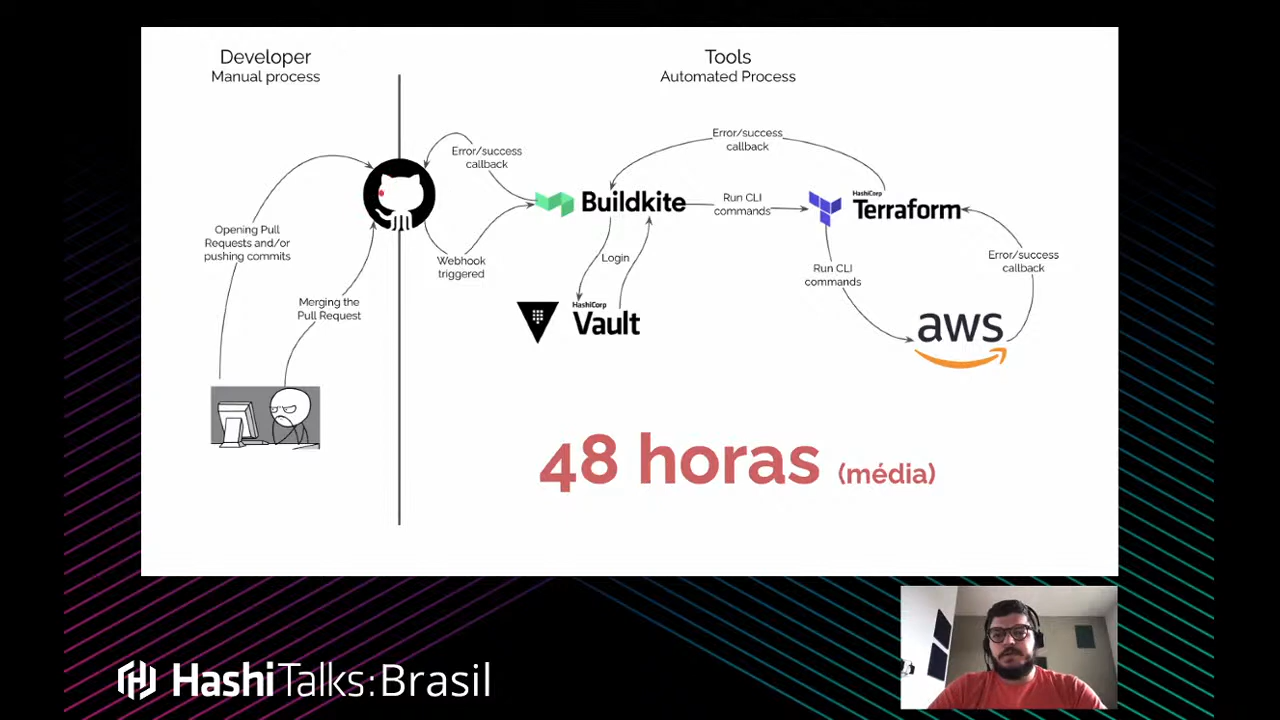 Developer
Manual process
Tools
Automated Process
Error/success
callback
Error/success
callback
Opening Pull
Requests and/or
pushing commits
Merging the
Pull Request
Webhook
triggered
Buildkite
Run CLI
commands
HashiCorp
Terraform
Login
HashiCorp
Vault
Run CLI
commands
Error/success
callback
aws
48 horas (média)
HashiTalks:Brasil